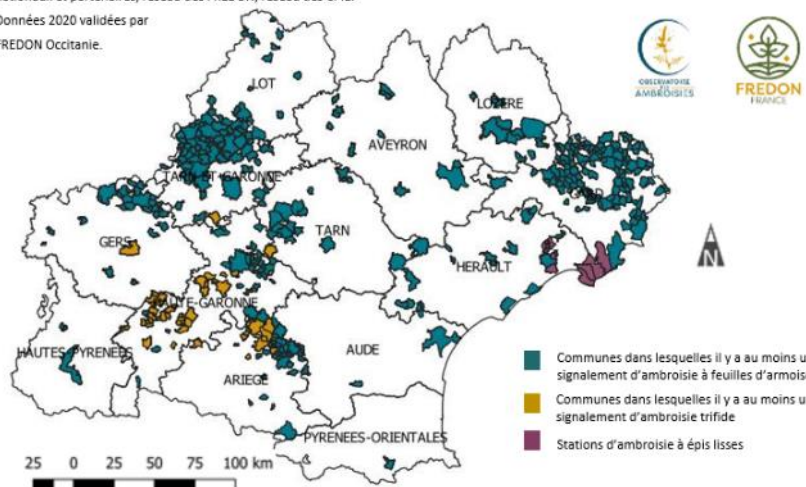 Données 2020 validées par
FREDON Occitanie.
OBSERVATOIRE
DES
AMBROISIES
FREDON
FRANCE
LOT
LOZERE
AVEYRON
TARN-ET-GARONNE
GARD
GERS
TARN
HERAULT
HAUTE-GARONNE
HAUTES-PYRENEES
AUDE
ARIEGE
PYRENEES-ORIENTALES
N
Communes dans lesquelles il y a au moins u
signalement d'ambroisie à feuilles d'armois
Communes dans lesquelles il y a au moins u
signalement d'ambroisie trifide
Stations d'ambroisie à épis lisses
25 0 25 50 75 100 km